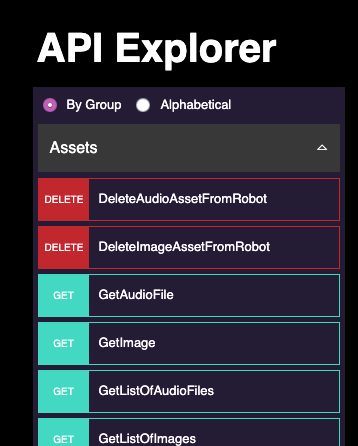 API Explorer
By Group Alphabetical
Assets
DELETE DeleteAudioAssetFromRobot
DELETE DeleteImageAssetFromRobot
GET GetAudioFile
GET GetImage
GET GetListOfAudioFiles
GET GetListOfImages